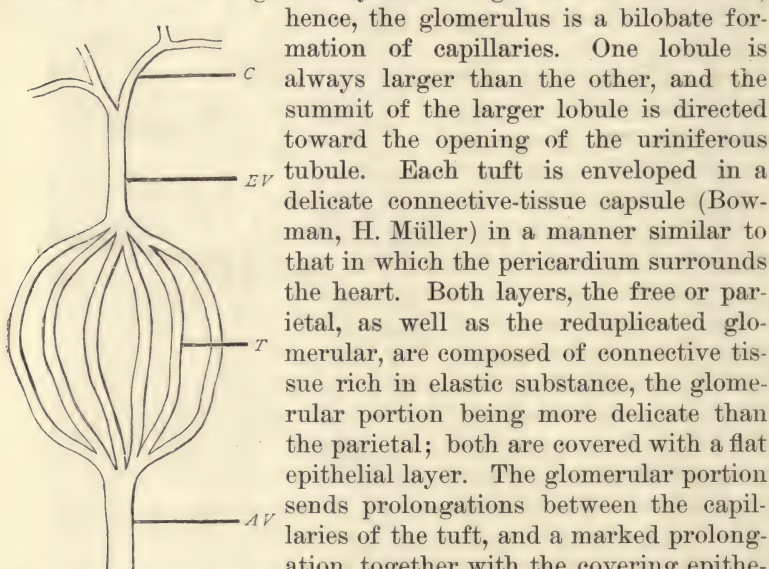 hence, the glomerulus is a bilobate for-
mation of capillaries. One lobule is
C
always larger than the other, and the
summit of the larger lobule is directed
toward the opening of the uriniferous
EV
tubule. Each tuft is enveloped in a
delicate connective-tissue capsule (Bow-
man, H. Müller) in a manner similar to
that in which the pericardium surrounds
the heart. Both layers, the free or par-
ietal, as well as the reduplicated glo-
T
merular, are composed of connective tis-
sue rich in elastic substance, the glome-
rular portion being more delicate than
the parietal; both are covered with a flat
epithelial layer. The glomerular portion
sends prolongations between the capil-
AV
laries of the tuft, and a marked prolong-
ation, together with the covering epithe-